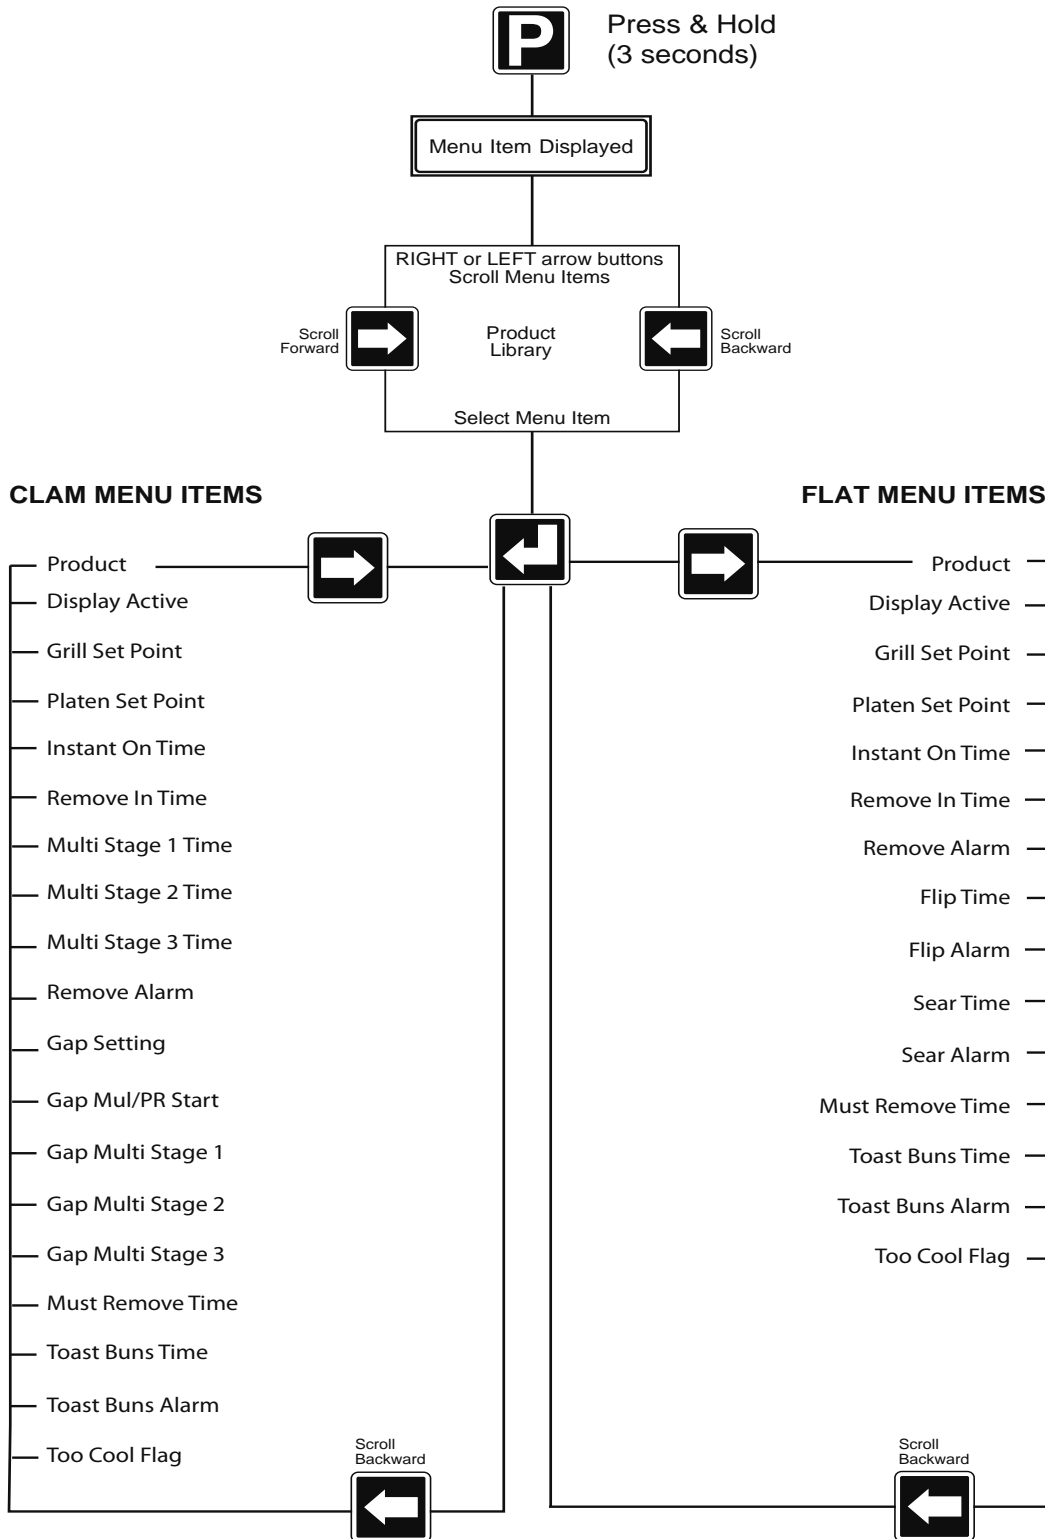 P
Press & Hold
(3 seconds)
Menu Item Displayed
RIGHT or LEFT arrow buttons
Scroll Menu Items
Scroll
Forward
Product
Library
Scroll
Backward
Select Menu Item
CLAM MENU ITEMS
Product
Display Active
Grill Set Point
Platen Set Point
Instant On Time
Remove In Time
Multi Stage 1 Time
Multi Stage 2 Time
Multi Stage 3 Time
Remove Alarm
Gap Setting
Gap Mul/PR Start
Gap Multi Stage 1
Gap Multi Stage 2
Gap Multi Stage 3
Must Remove Time
Toast Buns Time
Toast Buns Alarm
Too Cool Flag
Scroll
Backward
FLAT MENU ITEMS
Product
Display Active
Grill Set Point
Platen Set Point
Instant On Time
Remove In Time
Remove Alarm
Flip Time
Flip Alarm
Sear Time
Sear Alarm
Must Remove Time
Toast Buns Time
Toast Buns Alarm
Too Cool Flag
Scroll
Backward